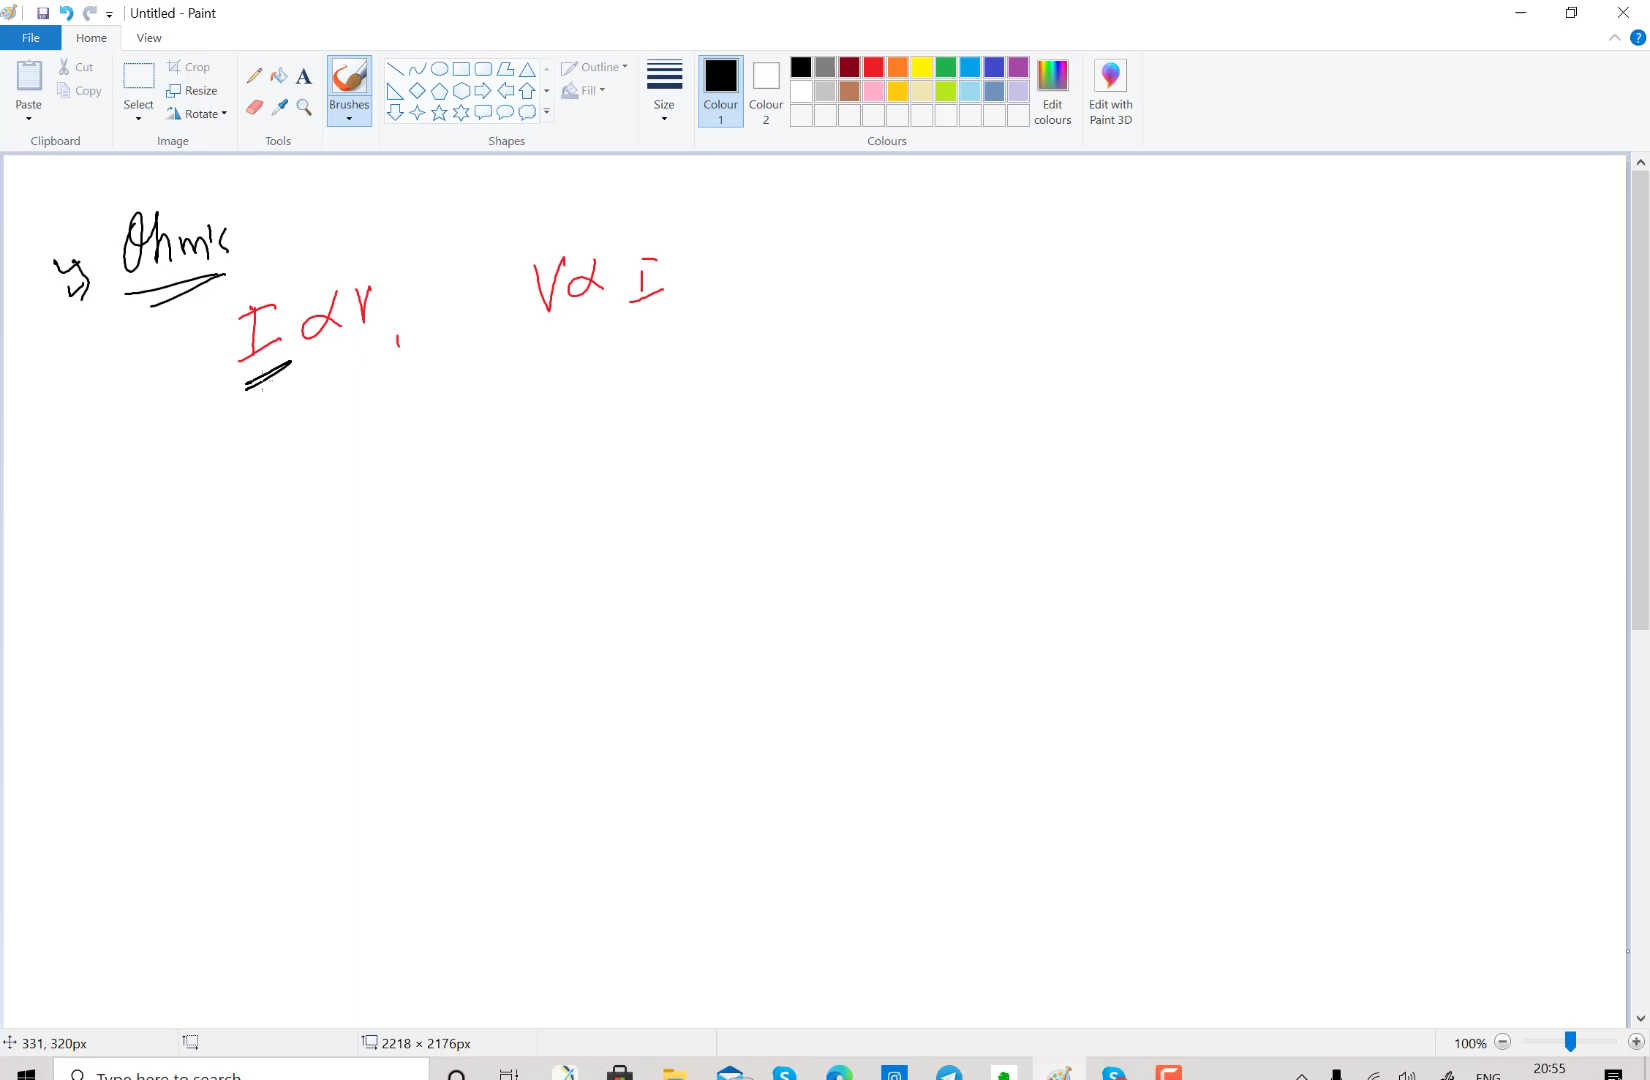 Untitled - Paint
File Home View
Paste
Cut
Copy
Clipboard
Select
Crop
Resize
Rotate
Image
Tools
Brushes
Shapes
Outline
Fill
Size
Colour 1
Colour 2
Edit colours
Edit with Paint 3D
Colours
Ohm's
I ∝ V
V ∝ I
331, 320px
2218 × 2176px
100%
Type here to search
ENG
20:55